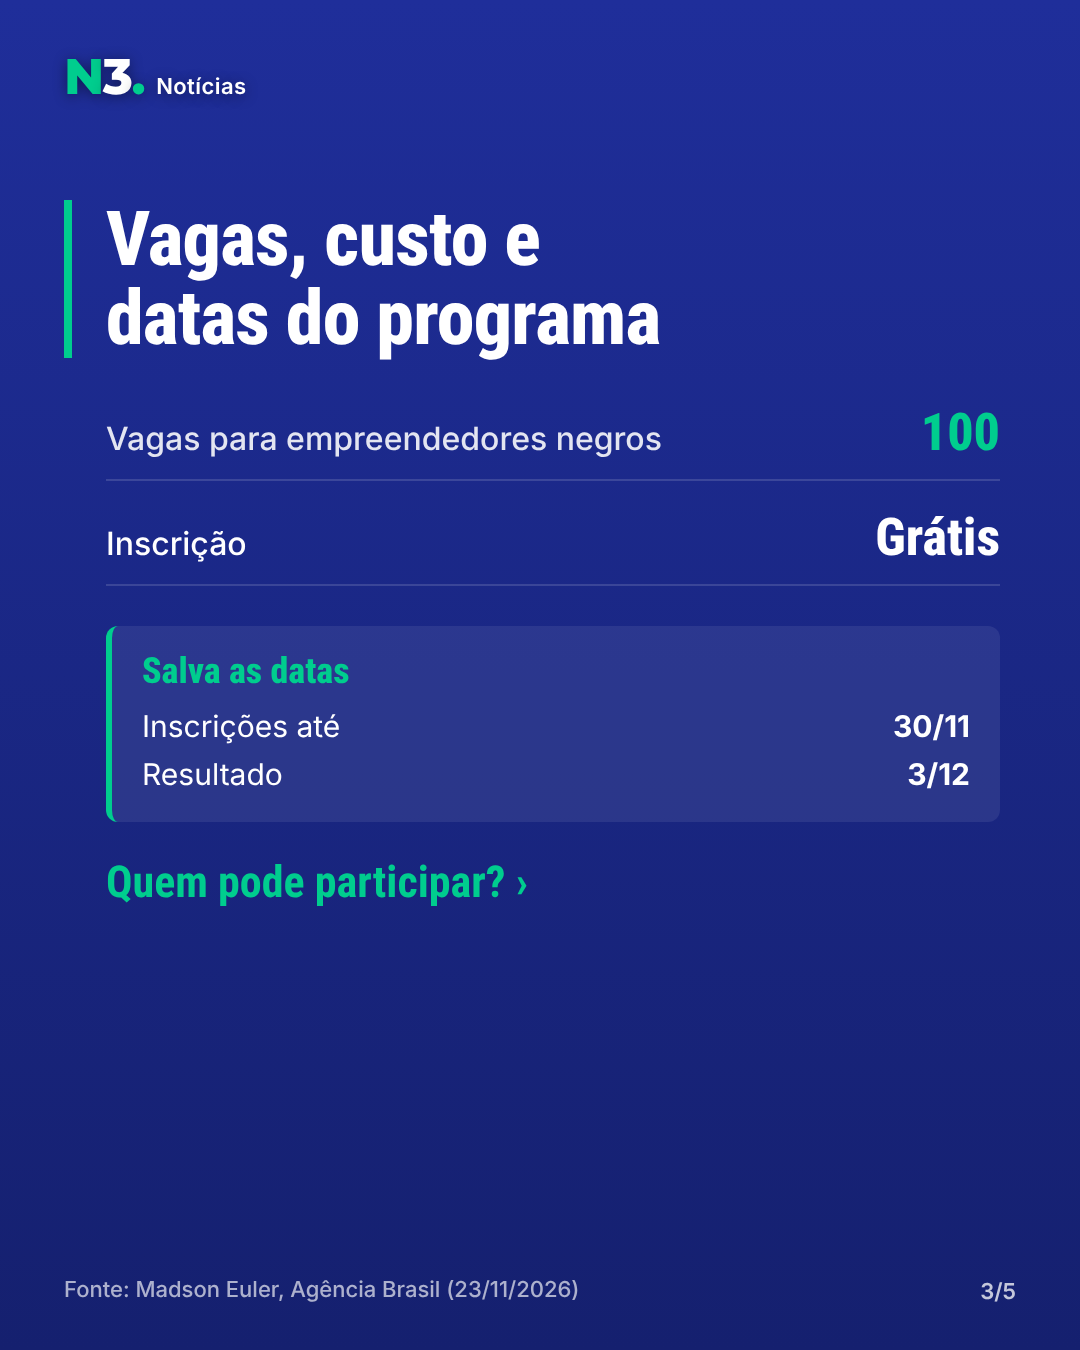 N3. Notícias
Vagas, custo e
datas do programa
Vagas para empreendedores negros 100
Inscrição Grátis
Salva as datas
Inscrições até 30/11
Resultado 3/12
Quem pode participar? ›
Fonte: Madson Euler, Agência Brasil (23/11/2026) 3/5